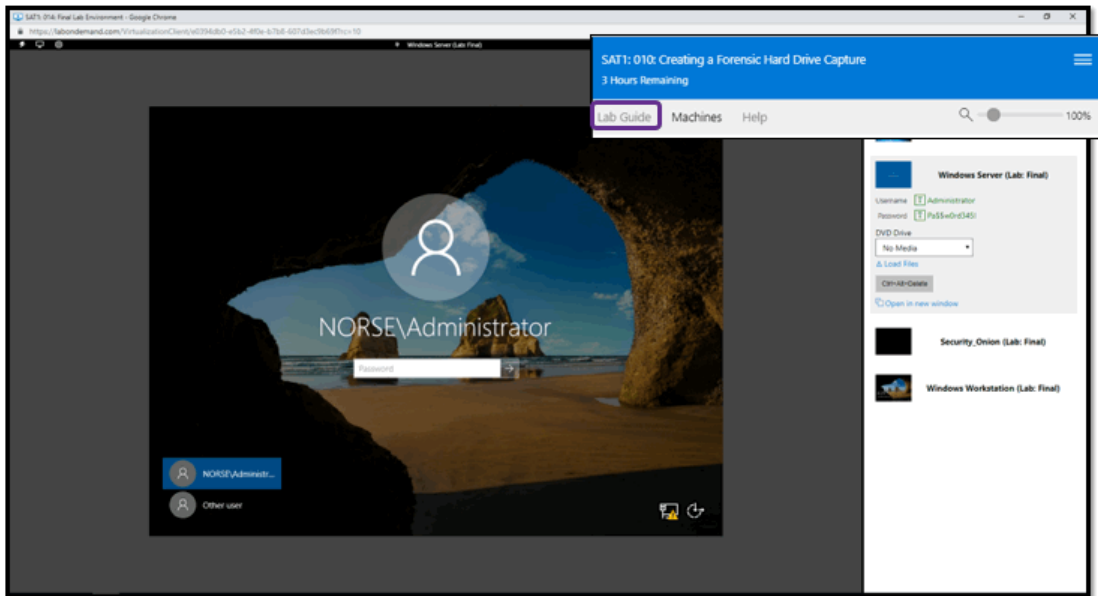 SAT1: 014: Final Lab Environment - Google Chrome
Windows Server (Lab: Final)
SAT1: 010: Creating a Forensic Hard Drive Capture
3 Hours Remaining
Lab Guide Machines Help 100%
NORSE\Administrator
Password
NORSE\Administr...
Other user
Windows Server (Lab: Final)
Username Administrator
Password
DVD Drive
No Media
Load Files
Ctrl+Alt+Delete
Open in new window
Security_Onion (Lab: Final)
Windows Workstation (Lab: Final)